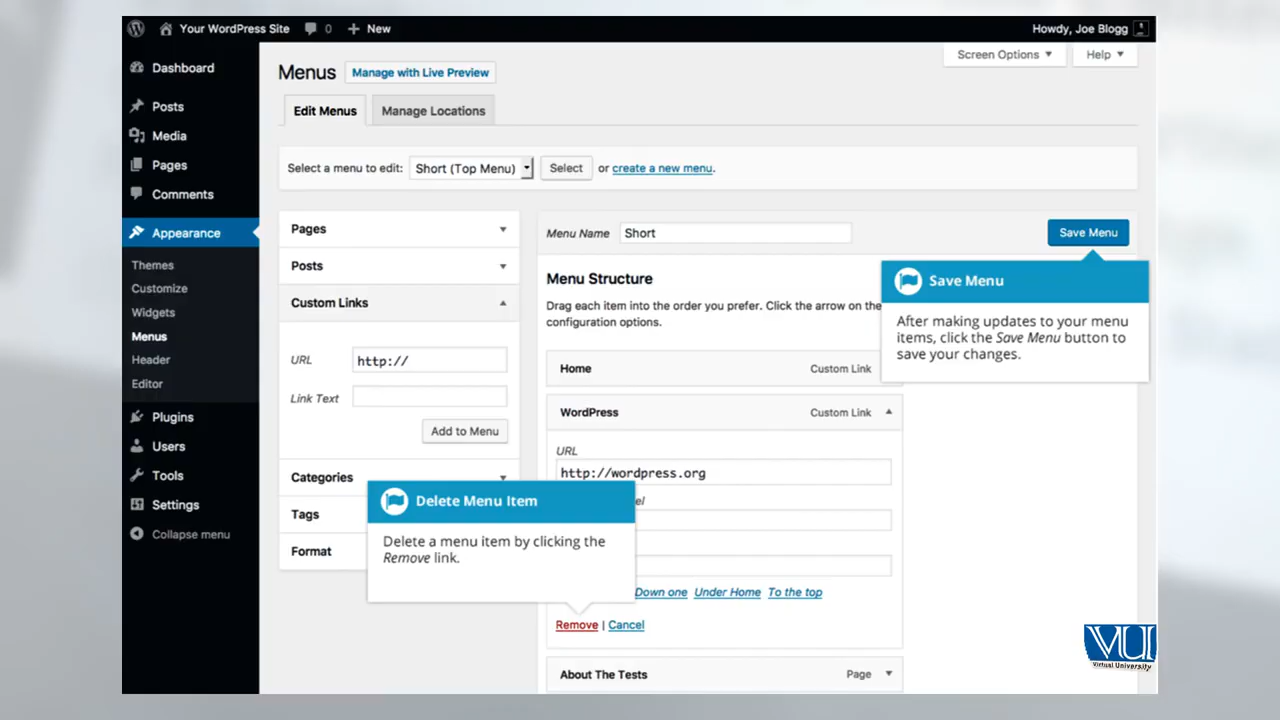 Your WordPress Site 0 New Howdy, Joe Blogg
Screen Options Help
Dashboard
Posts
Media
Pages
Comments
Appearance
Themes
Customize
Widgets
Menus
Header
Editor
Plugins
Users
Tools
Settings
Collapse menu
Menus Manage with Live Preview
Edit Menus Manage Locations
Select a menu to edit: Short (Top Menu) Select or create a new menu.
Pages
Posts
Custom Links
URL http://
Link Text
Add to Menu
Categories
Tags
Format
Delete Menu Item
Delete a menu item by clicking the
Remove link.
Menu Name Short Save Menu
Menu Structure
Drag each item into the order you prefer. Click the arrow on the
configuration options.
Save Menu
After making updates to your menu
items, click the Save Menu button to
save your changes.
Home Custom Link
WordPress Custom Link
URL
http://wordpress.org
Down one Under Home To the top
Remove | Cancel
About The Tests Page
VU
Virtual University